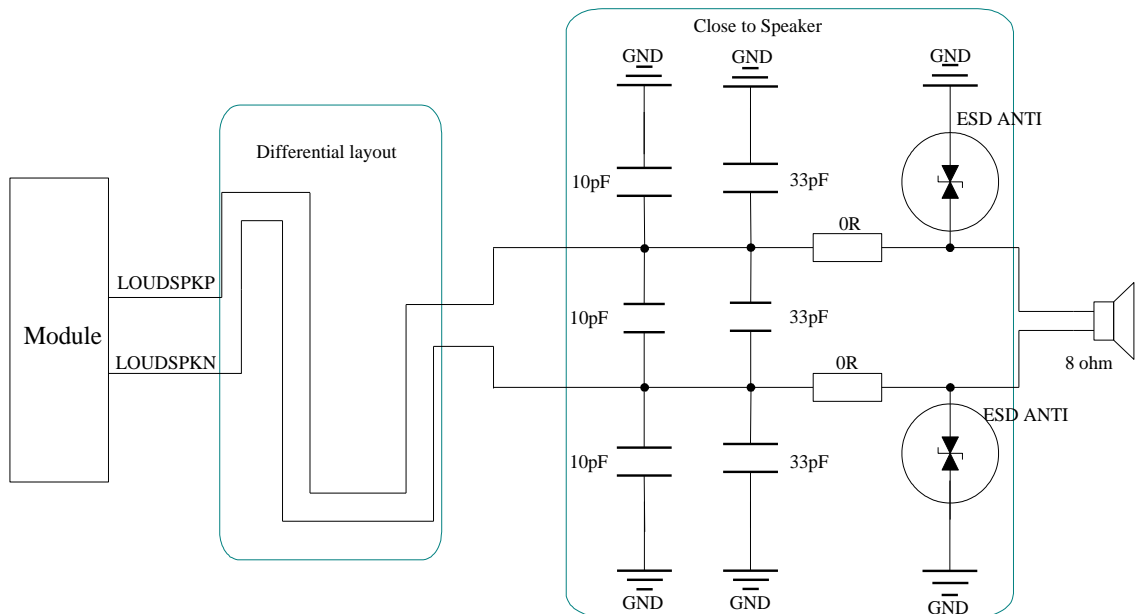 Close to Speaker
GND
GND
GND
ESD ANTI
Differential layout
10pF
33pF
0R
LOUDSPKP
Module
10pF
33pF
LOUDSPKN
0R
8 ohm
ESD ANTI
10pF
33pF
GND
GND
GND